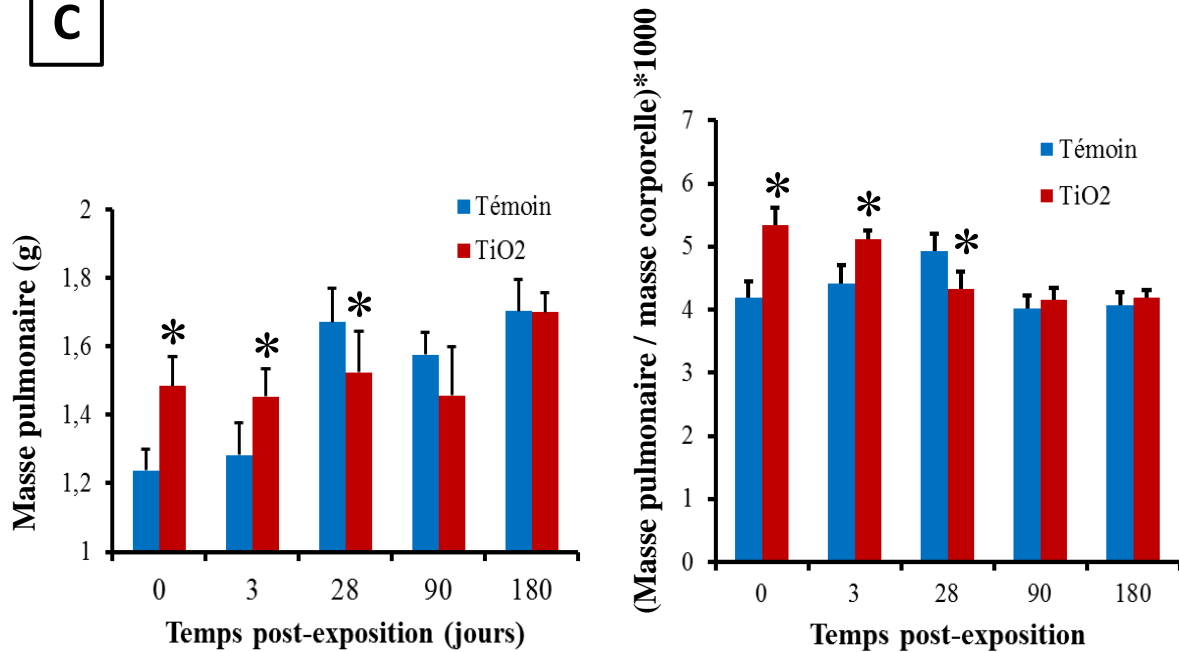 C
Témoin
TiO2
Masse pulmonaire (g)
2
1,8
1,6
1,4
1,2
1
*
*
*
0 3 28 90 180
Temps post-exposition (jours)
Témoin
TiO2
(Masse pulmonaire / masse corporelle)*1000
7
6
5
4
3
2
1
0
*
*
*
0 3 28 90 180
Temps post-exposition